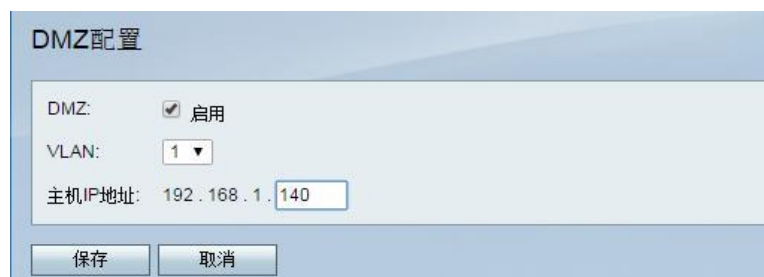 DMZ配置
DMZ: 启用
VLAN: 1
主机IP地址: 192 . 168 . 1 . 140
保存 取消